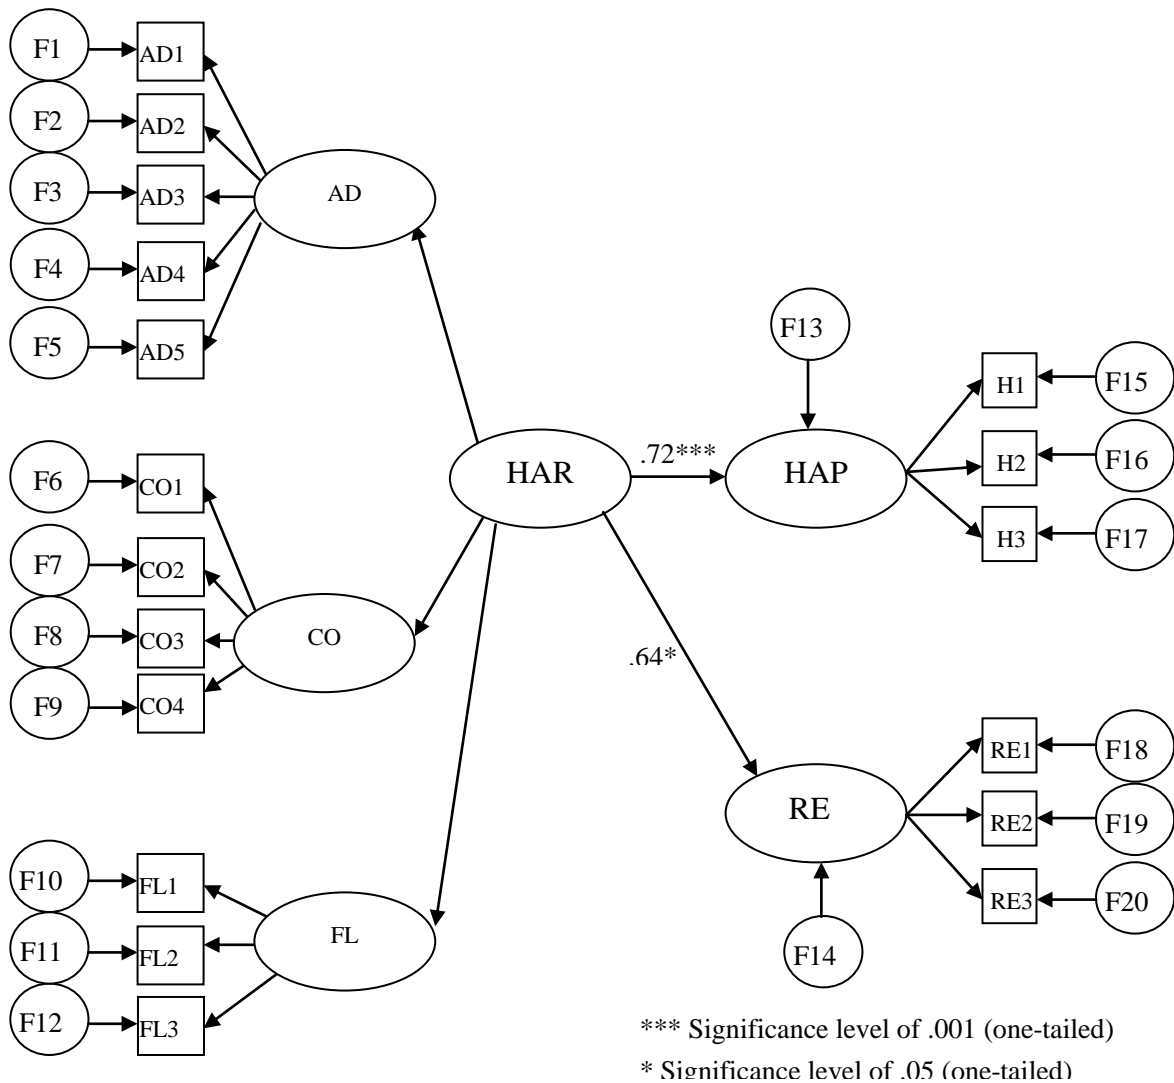 F1
AD1
F2
AD2
F3
AD3
AD
F4
AD4
F5
AD5
F13
H1
F15
F6
CO1
HAR
.72***
HAP
H2
F16
F7
CO2
H3
F17
F8
CO3
CO
.64*
F9
CO4
RE1
F18
RE
RE2
F19
F10
FL1
RE3
F20
F11
FL2
FL
F14
F12
FL3
*** Significance level of .001 (one-tailed)
* Significance level of .05 (one-tailed)